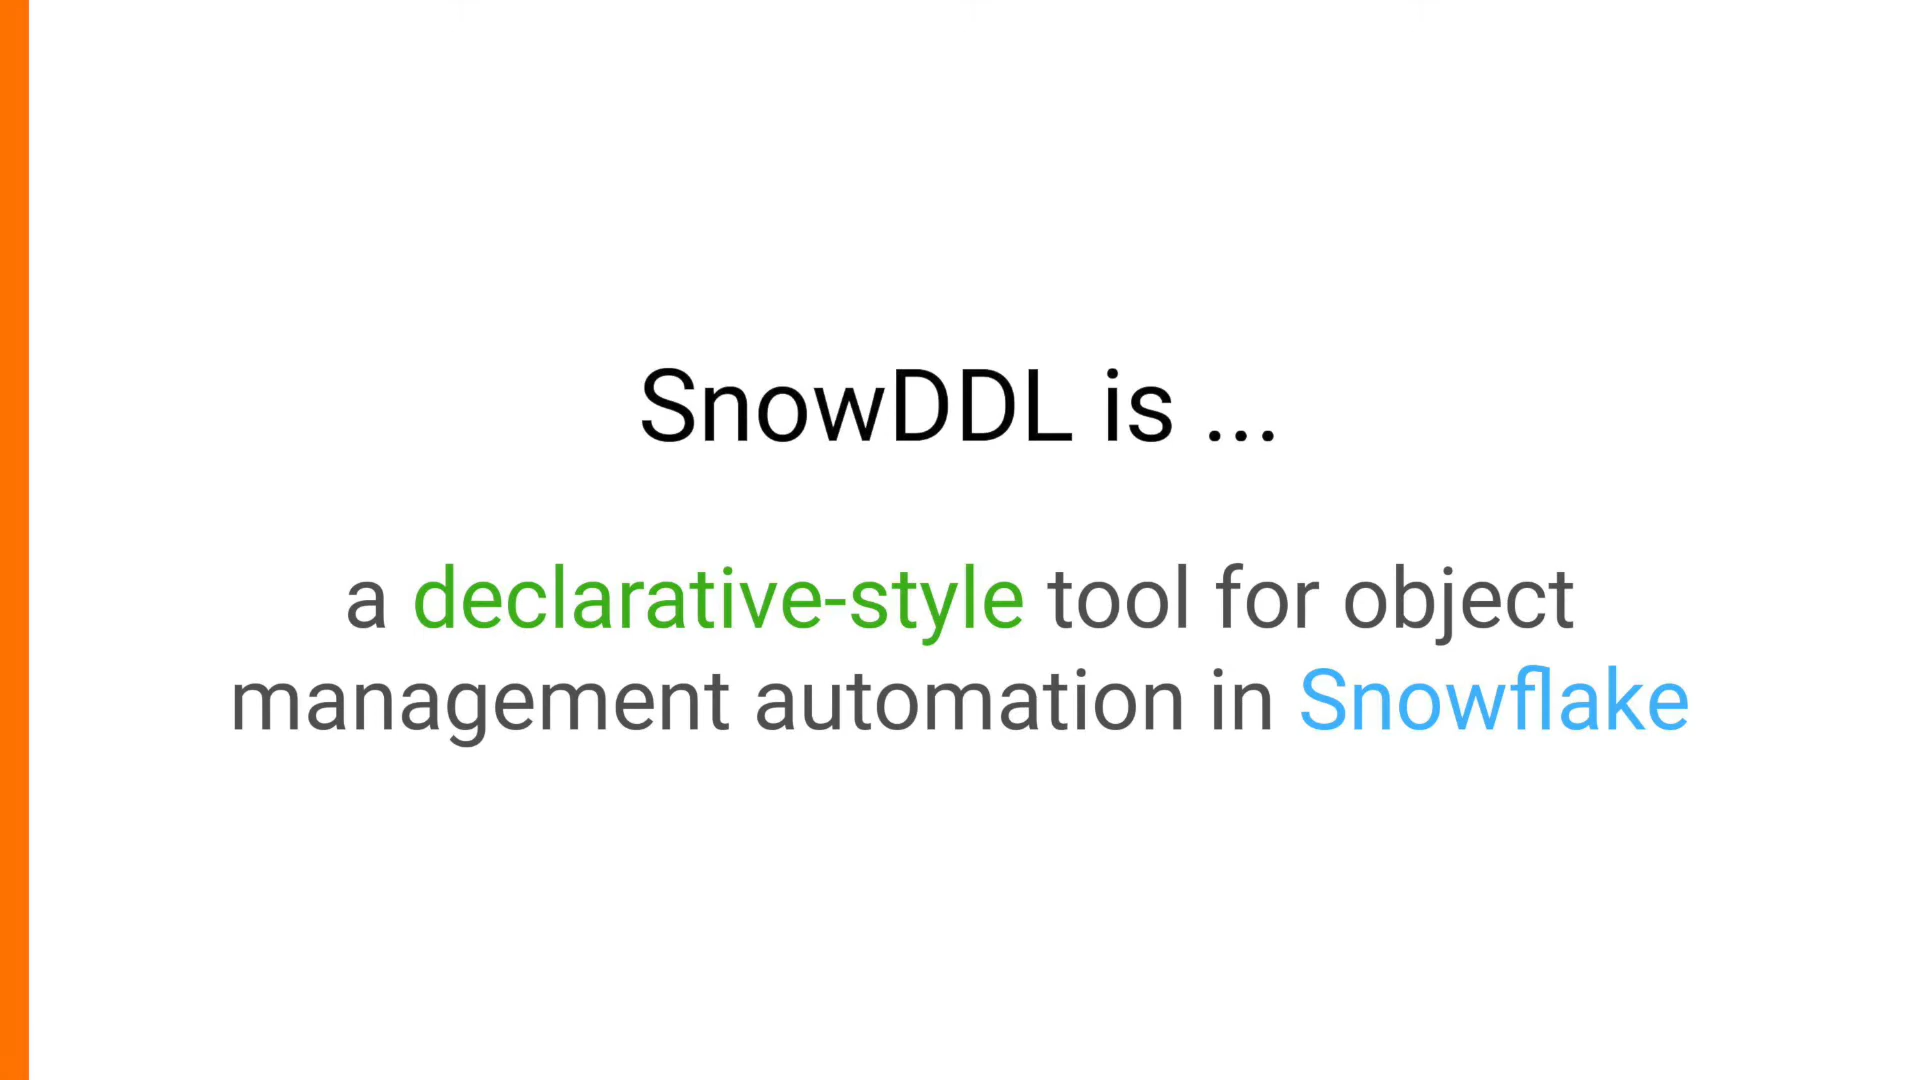 SnowDDL is ...
a declarative-style tool for object
management automation in Snowflake